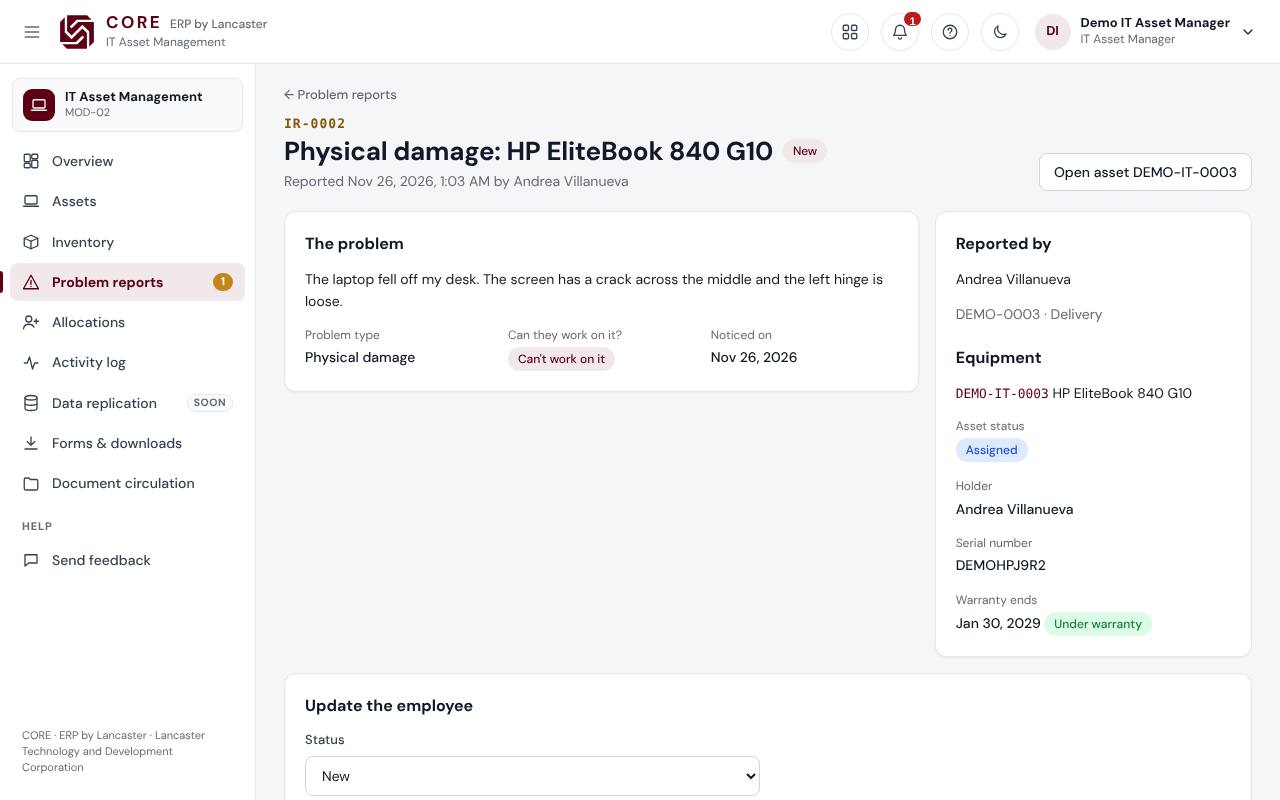 CORE ERP by Lancaster
IT Asset Management
1
DI
Demo IT Asset Manager
IT Asset Manager
IT Asset Management
MOD-02
Overview
Assets
Inventory
Problem reports 1
Allocations
Activity log
Data replication SOON
Forms & downloads
Document circulation
HELP
Send feedback
CORE · ERP by Lancaster · Lancaster
Technology and Development
Corporation
← Problem reports
IR-0002
Physical damage: HP EliteBook 840 G10 New
Reported Nov 26, 2026, 1:03 AM by Andrea Villanueva
Open asset DEMO-IT-0003
The problem
The laptop fell off my desk. The screen has a crack across the middle and the left hinge is
loose.
Problem type
Physical damage
Can they work on it?
Can't work on it
Noticed on
Nov 26, 2026
Reported by
Andrea Villanueva
DEMO-0003 · Delivery
Equipment
DEMO-IT-0003 HP EliteBook 840 G10
Asset status
Assigned
Holder
Andrea Villanueva
Serial number
DEMOHPJ9R2
Warranty ends
Jan 30, 2029 Under warranty
Update the employee
Status
New